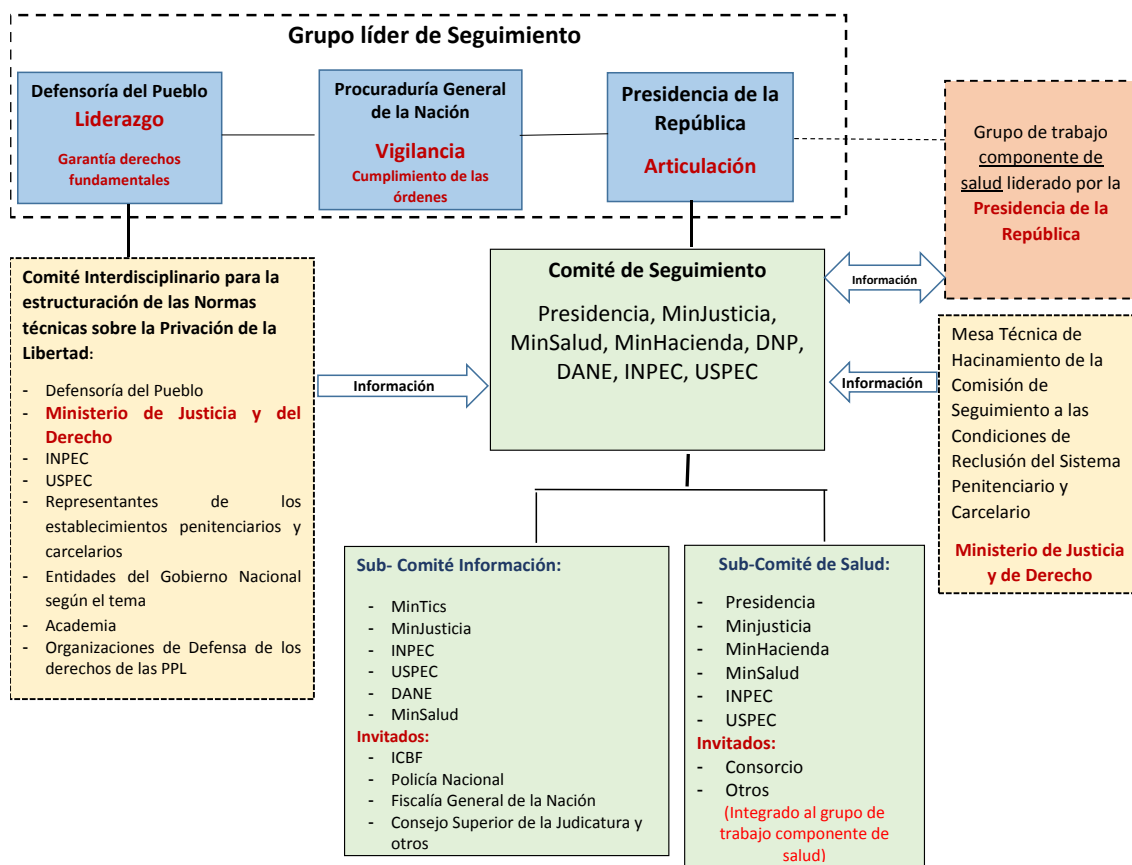 Grupo líder de Seguimiento
Defensoría del Pueblo
Liderazgo
Garantía derechos
fundamentales
Procuraduría General
de la Nación
Vigilancia
Cumplimiento de las
órdenes
Presidencia de la
República
Articulación
Grupo de trabajo
componente de
salud liderado por la
Presidencia de la
República
Comité Interdisciplinario para la
estructuración de las Normas
técnicas sobre la Privación de la
Libertad:
- Defensoría del Pueblo
- Ministerio de Justicia y del
Derecho
- INPEC
- USPEC
- Representantes de los
establecimientos penitenciarios y
carcelarios
- Entidades del Gobierno Nacional
según el tema
- Academia
- Organizaciones de Defensa de los
derechos de las PPL
Información
Comité de Seguimiento
Presidencia, MinJusticia,
MinSalud, MinHacienda, DNP,
DANE, INPEC, USPEC
Información
Información
Mesa Técnica de
Hacinamiento de la
Comisión de
Seguimiento a las
Condiciones de
Reclusión del Sistema
Penitenciario y
Carcelario
Ministerio de Justicia
y de Derecho
Sub- Comité Información:
- MinTics
- MinJusticia
- INPEC
- USPEC
- DANE
- MinSalud
Invitados:
- ICBF
- Policía Nacional
- Fiscalía General de la Nación
- Consejo Superior de la Judicatura y
otros
Sub-Comité de Salud:
- Presidencia
- Minjusticia
- MinHacienda
- MinSalud
- INPEC
- USPEC
Invitados:
- Consorcio
- Otros
(Integrado al grupo de
trabajo componente de
salud)